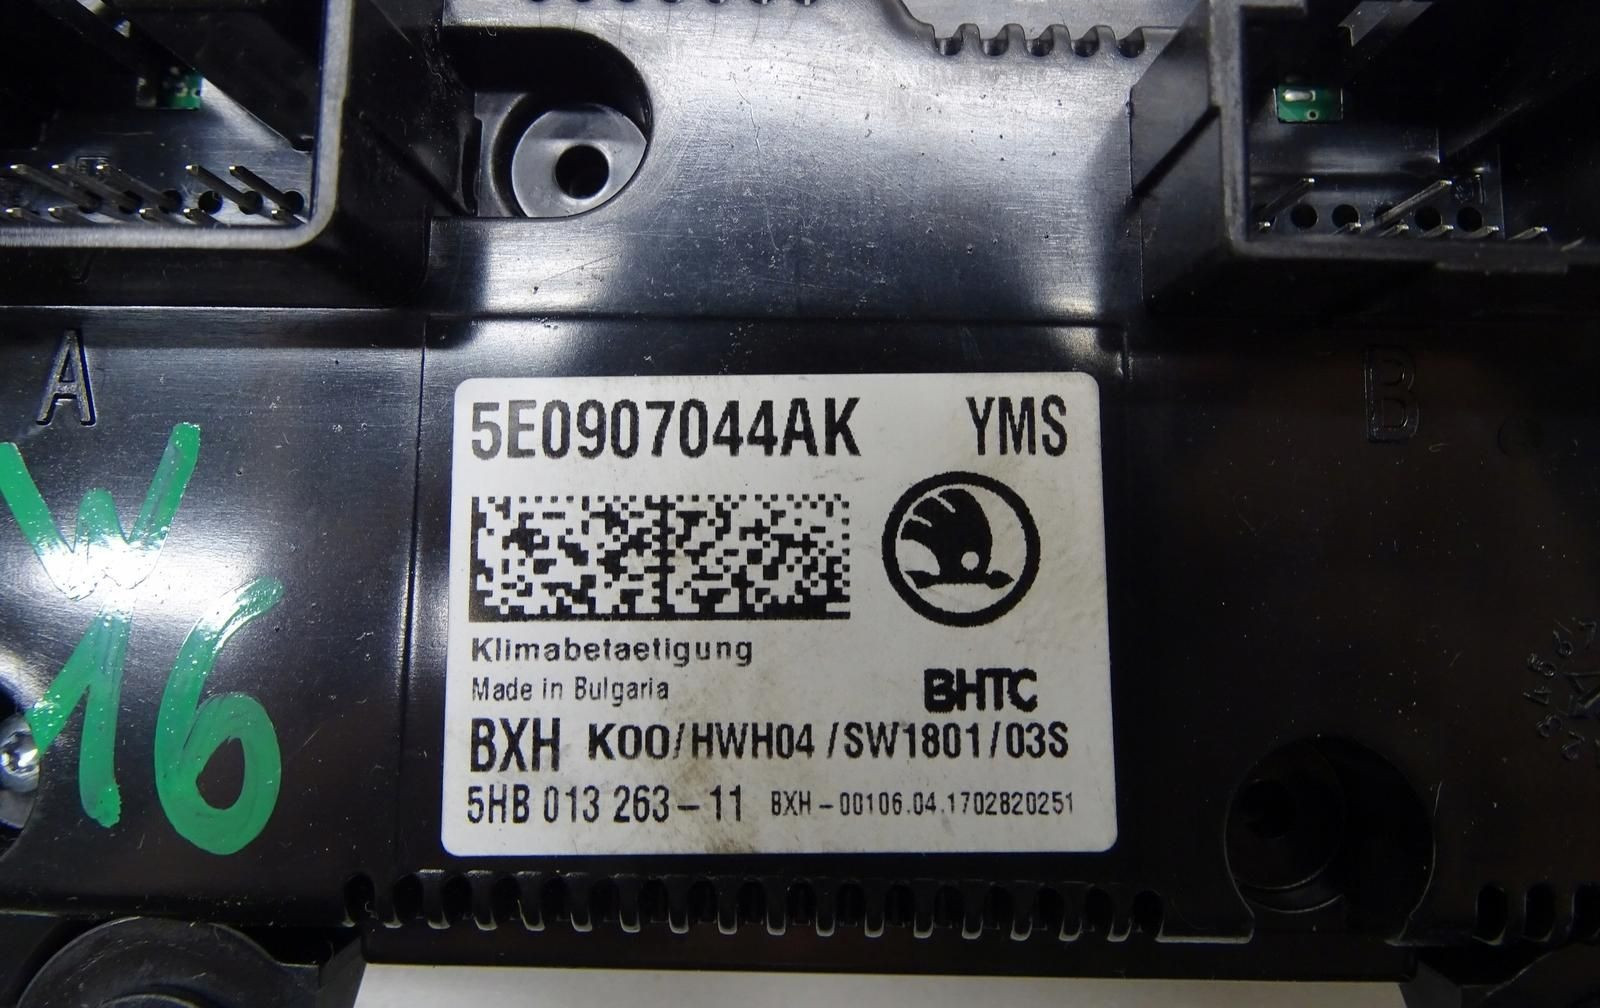 A
B
W
16
5E0907044AK YMS
Klimabetaetigung
Made in Bulgaria
BHTC
BXH K00/HWH04 /SW1801/03S
5HB 013 263-11 BXH-00106.04.1702820251